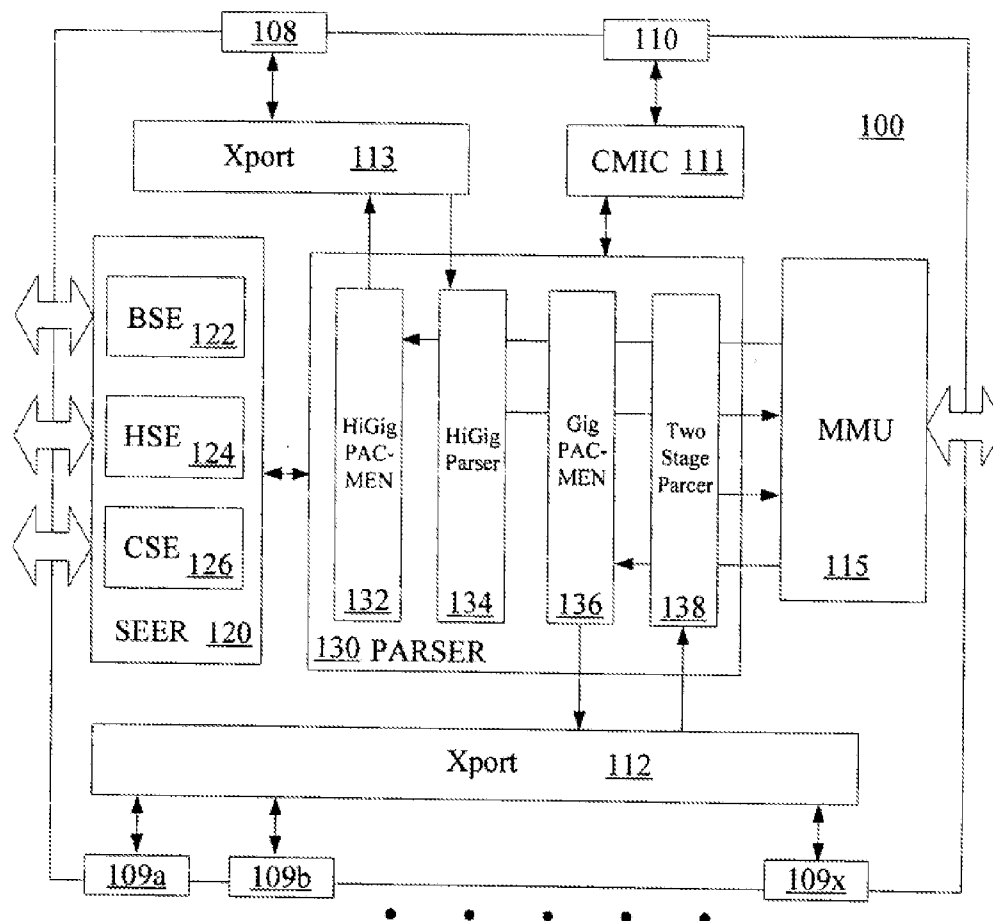 108
110
100
Xport 113
CMIC 111
BSE 122
HSE 124
CSE 126
SEER 120
HiGig
PAC-
MEN
132
HiGig
Parser
134
Gig
PAC-
MEN
136
Two
Stage
Parcer
138
130 PARSER
MMU
115
Xport 112
109a
109b
109x